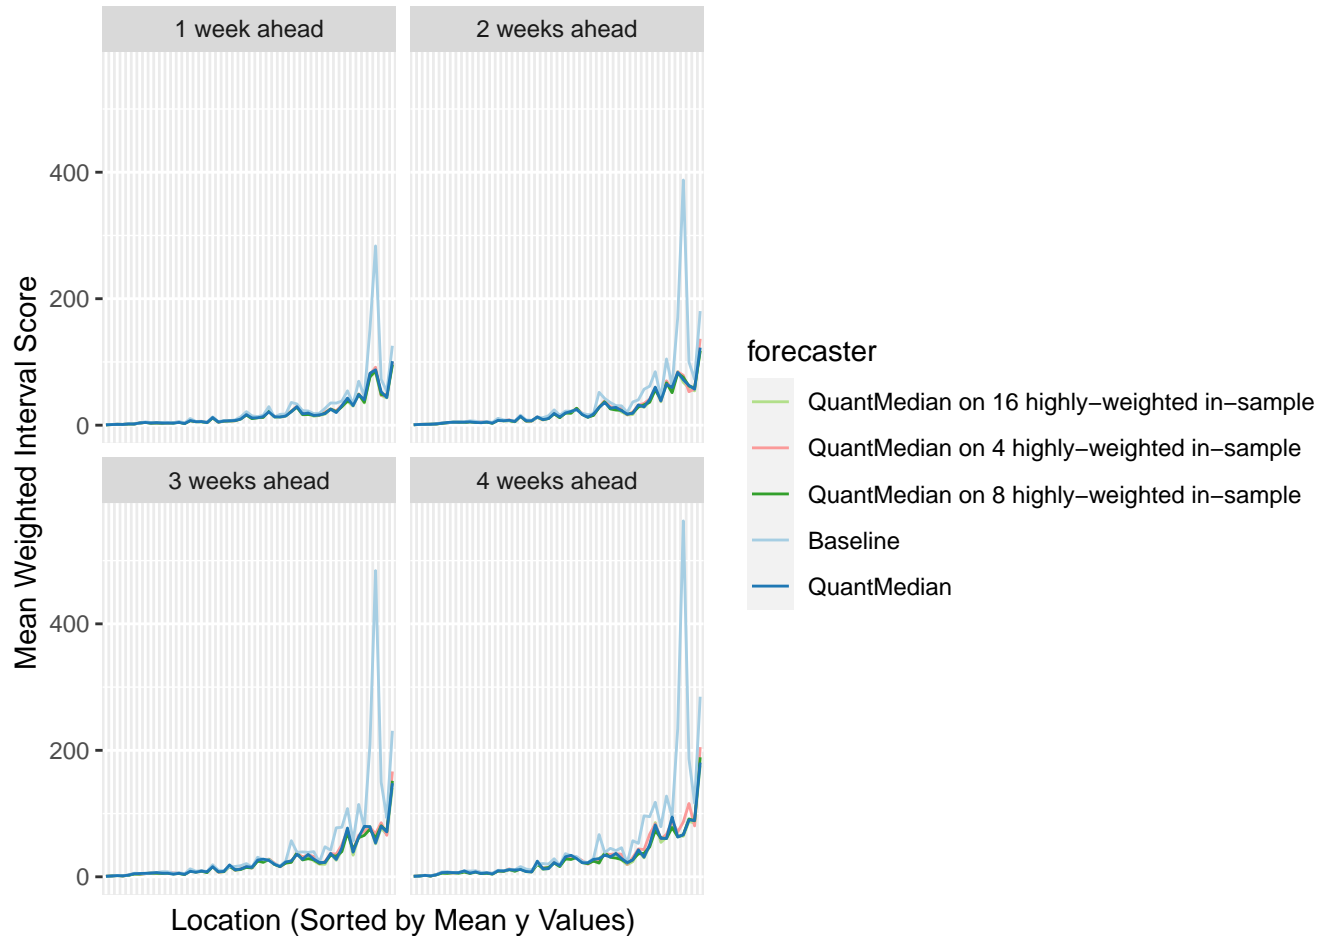 1 week ahead
2 weeks ahead
400
200
0
3 weeks ahead
4 weeks ahead
400
200
0
Mean Weighted Interval Score
Location (Sorted by Mean y Values)
forecaster
QuantMedian on 16 highly−weighted in−sample
QuantMedian on 4 highly−weighted in−sample
QuantMedian on 8 highly−weighted in−sample
Baseline
QuantMedian